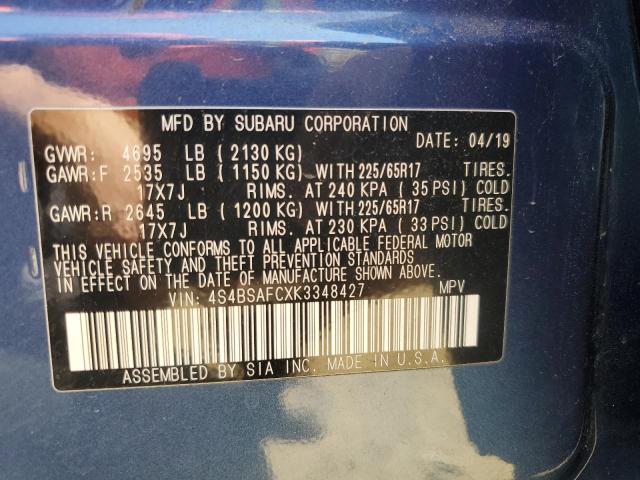 MFD BY SUBARU CORPORATION
DATE: 04/19
GVWR: 4695 LB ( 2130 KG)
GAWR:F 2535 LB ( 1150 KG) WITH 225/65R17 TIRES.
17X7J RIMS. AT 240 KPA ( 35 PSI) COLD
GAWR:R 2645 LB ( 1200 KG) WITH 225/65R17 TIRES.
17X7J RIMS. AT 230 KPA ( 33 PSI) COLD
THIS VEHICLE CONFORMS TO ALL APPLICABLE FEDERAL MOTOR
VEHICLE SAFETY AND THEFT PREVENTION STANDARDS
IN EFFECT ON THE DATE OF MANUFACTURE SHOWN ABOVE.
VIN: 4S4BSAFCXK3348427 MPV
ASSEMBLED BY SIA INC. MADE IN U.S.A.